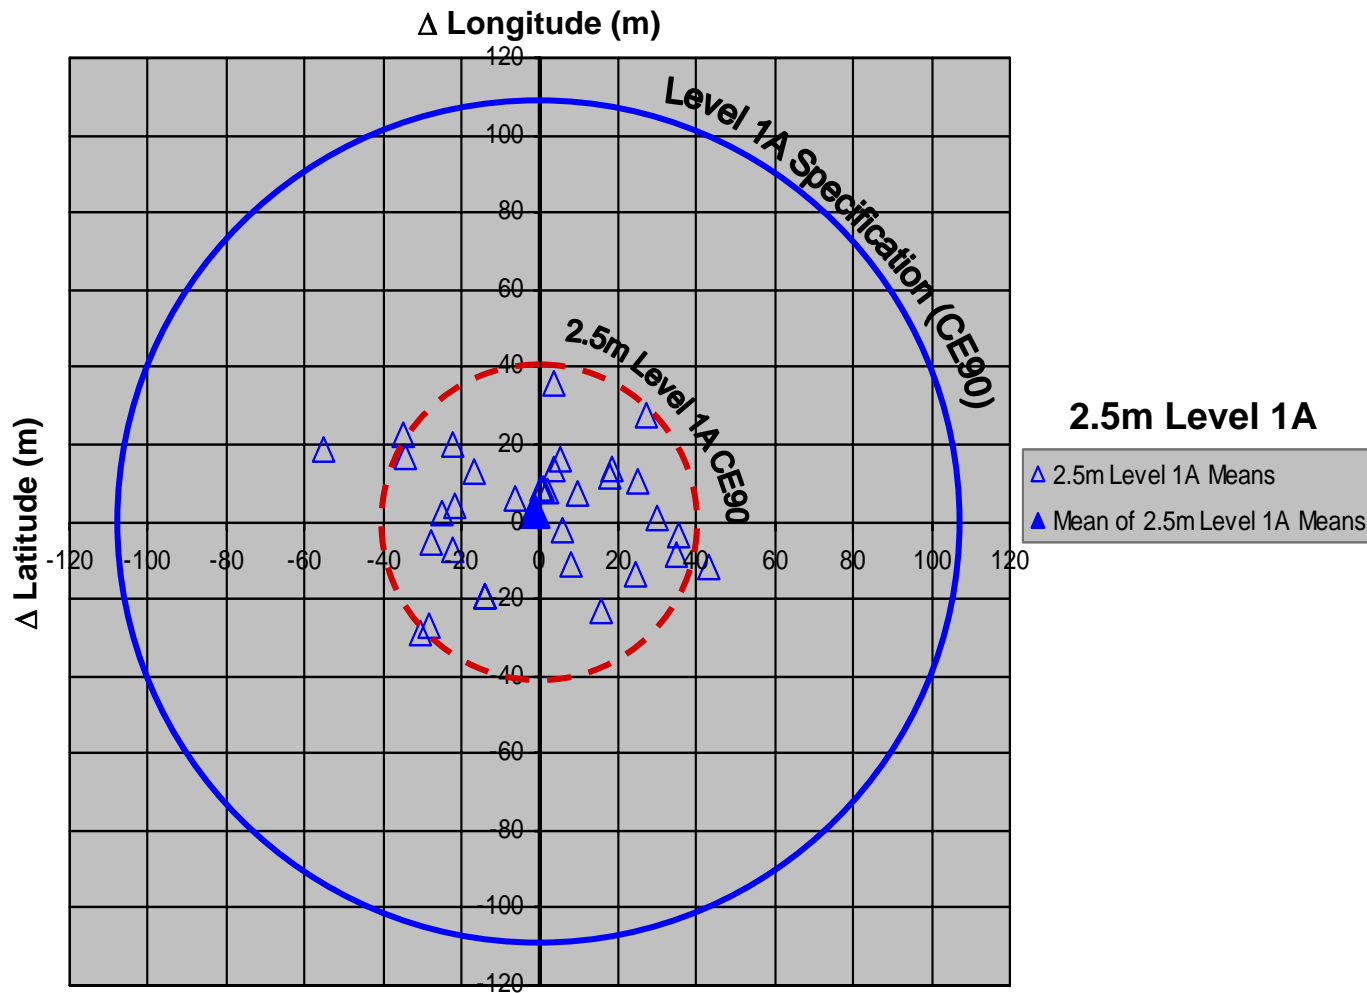 Δ Longitude (m)
120
100
80
60
40
20
0
-20
-40
-60
-80
-100
-120
-120 -100 -80 -60 -40 -20 0 20 40 60 80 100 120
Δ Latitude (m)
Level 1A Specification (CE90)
2.5m Level 1A CE90
2.5m Level 1A
2.5m Level 1A Means
Mean of 2.5m Level 1A Means